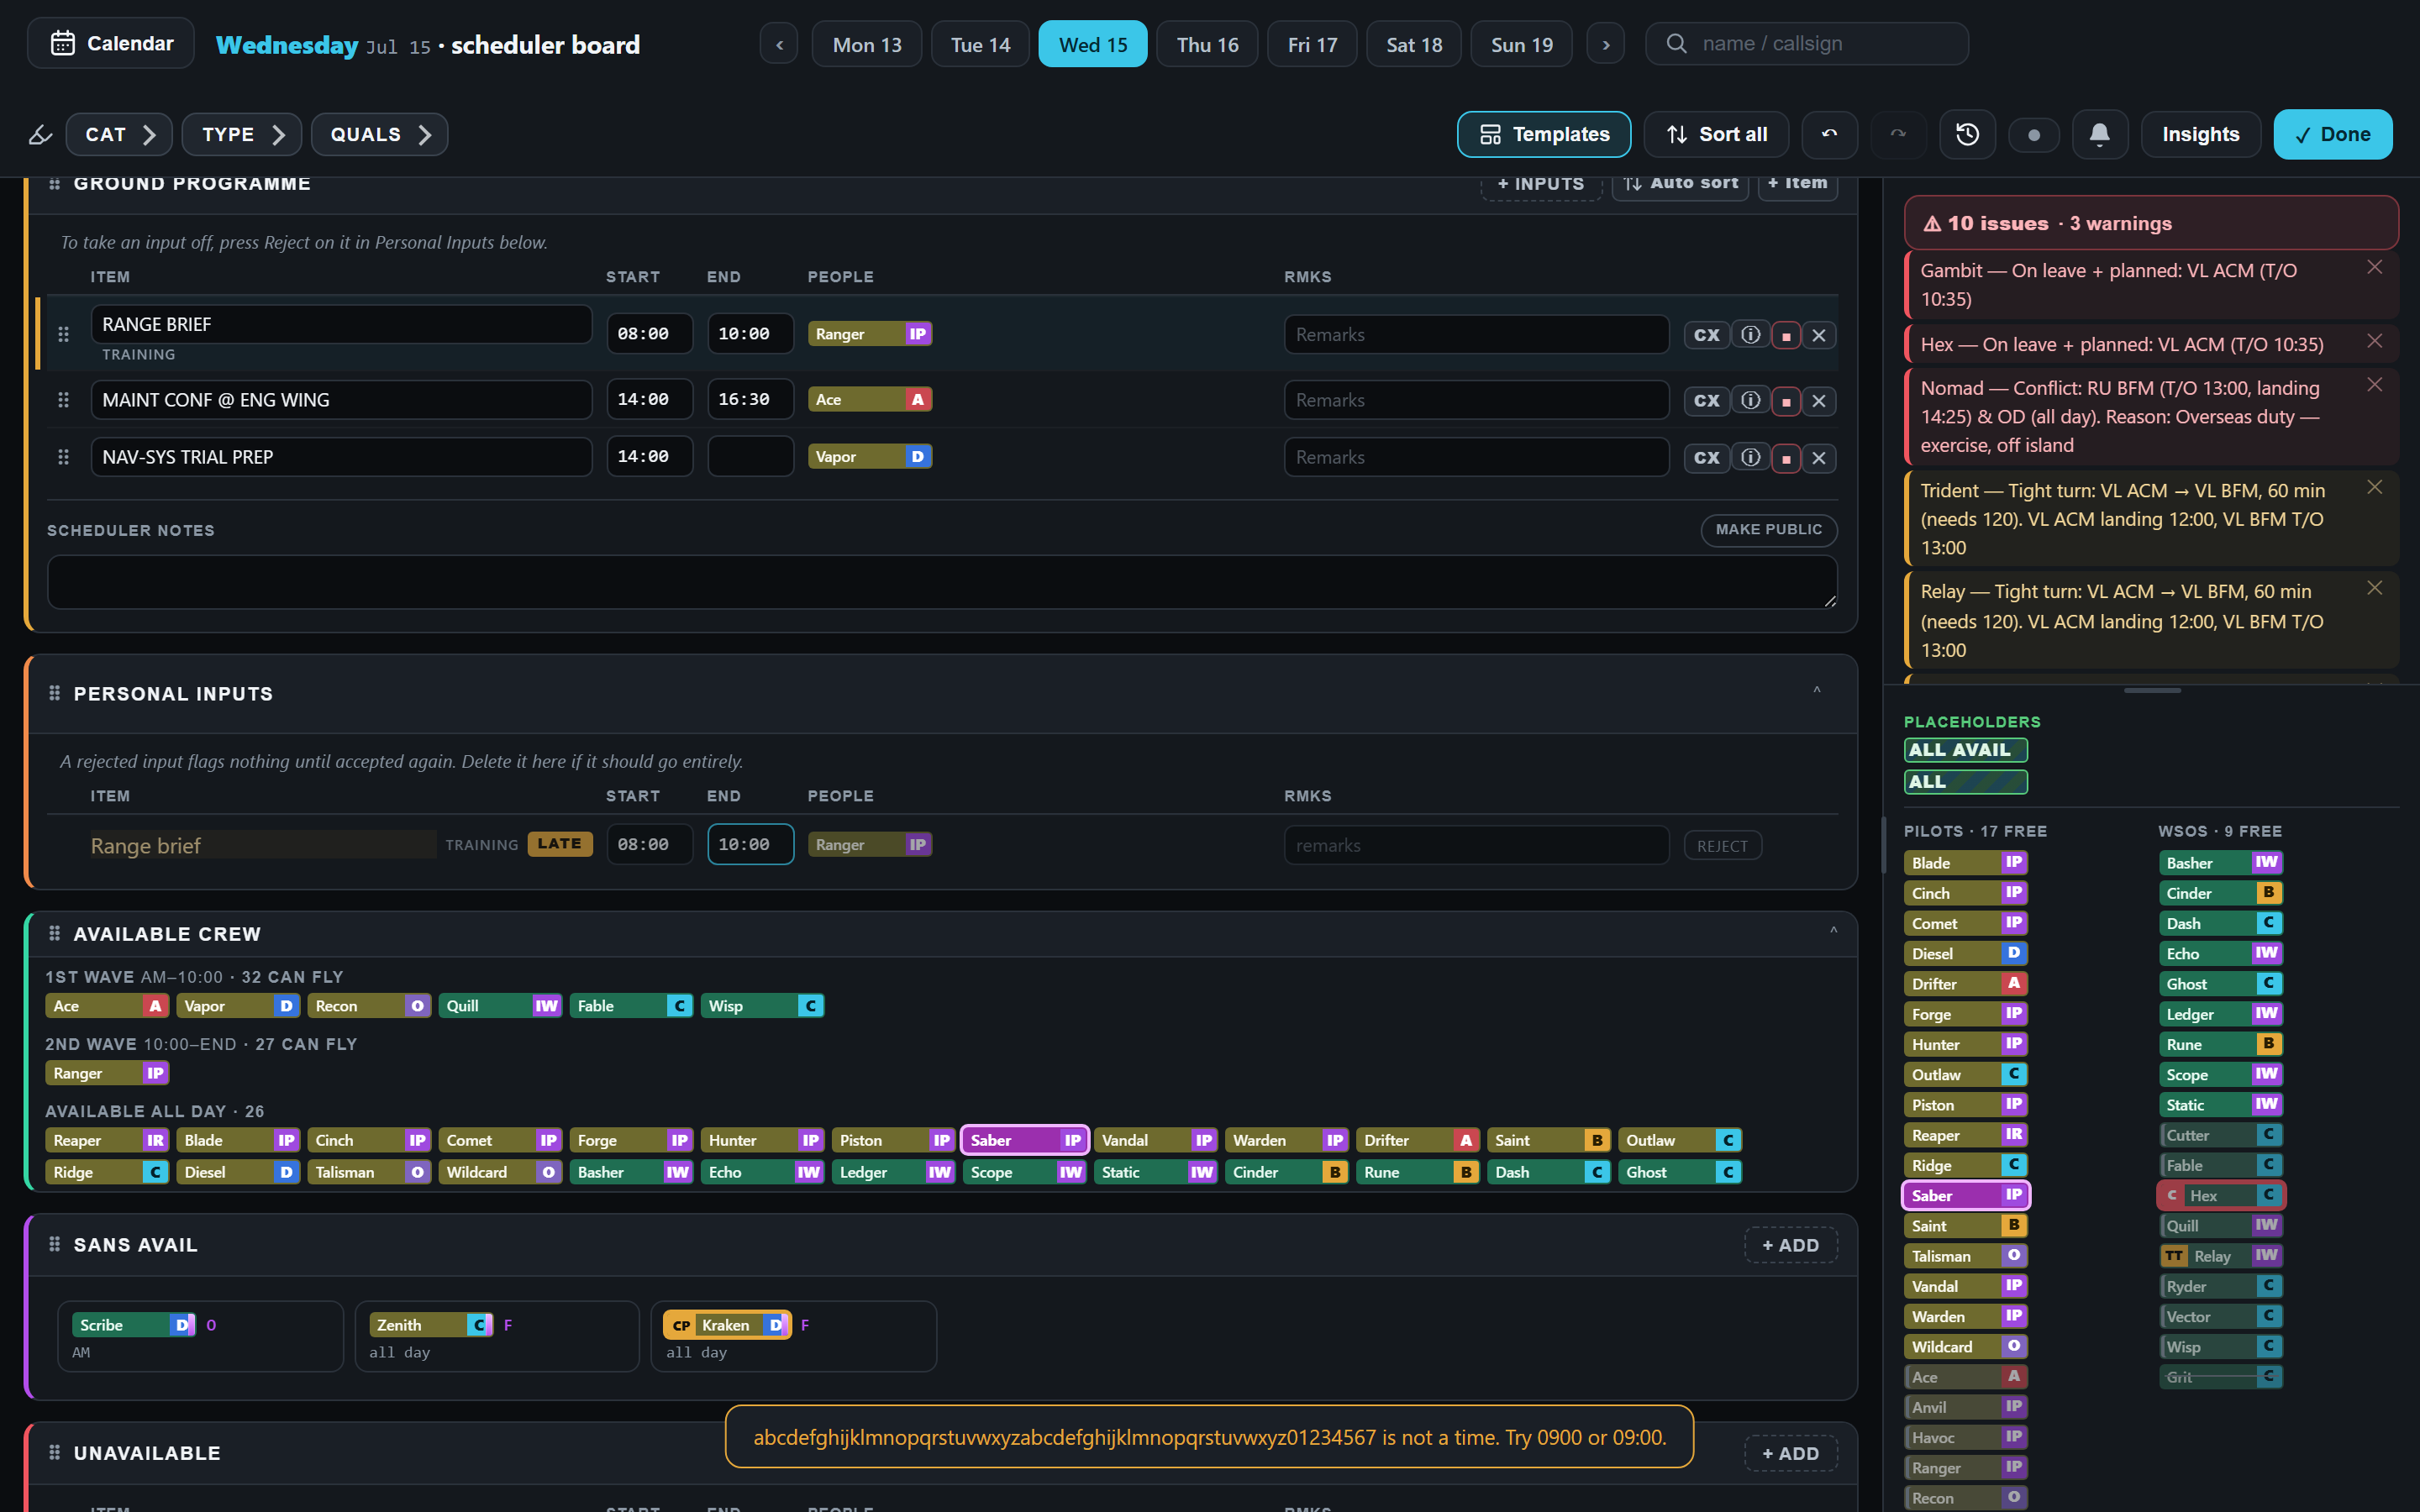 Calendar
Wednesday Jul 15 · scheduler board
‹ Mon 13 Tue 14 Wed 15 Thu 16 Fri 17 Sat 18 Sun 19 ›
name / callsign
CAT TYPE QUALS
Templates Sort all Insights ✓ Done
GROUND PROGRAMME
+ INPUTS Auto sort + Item
To take an input off, press Reject on it in Personal Inputs below.
ITEM START END PEOPLE RMKS
RANGE BRIEF 08:00 10:00 Ranger IP Remarks CX
TRAINING
MAINT CONF @ ENG WING 14:00 16:30 Ace A Remarks CX
NAV-SYS TRIAL PREP 14:00 Vapor D Remarks CX
SCHEDULER NOTES MAKE PUBLIC
PERSONAL INPUTS
A rejected input flags nothing until accepted again. Delete it here if it should go entirely.
ITEM START END PEOPLE RMKS
Range brief TRAINING LATE 08:00 10:00 Ranger IP remarks REJECT
AVAILABLE CREW
1ST WAVE AM–10:00 · 32 CAN FLY
Ace A Vapor D Recon O Quill IW Fable C Wisp C
2ND WAVE 10:00–END · 27 CAN FLY
Ranger IP
AVAILABLE ALL DAY · 26
Reaper IR Blade IP Cinch IP Comet IP Forge IP Hunter IP Piston IP Saber IP Vandal IP Warden IP Drifter A Saint B Outlaw C
Ridge C Diesel D Talisman O Wildcard O Basher IW Echo IW Ledger IW Scope IW Static IW Cinder B Rune B Dash C Ghost C
SANS AVAIL + ADD
Scribe D O
AM
Zenith C F
all day
CP Kraken D F
all day
UNAVAILABLE + ADD
ITEM START END PEOPLE RMKS
abcdefghijklmnopqrstuvwxyzabcdefghijklmnopqrstuvwxyz01234567 is not a time. Try 0900 or 09:00.
⚠ 10 issues · 3 warnings
Gambit — On leave + planned: VL ACM (T/O
10:35)
Hex — On leave + planned: VL ACM (T/O 10:35)
Nomad — Conflict: RU BFM (T/O 13:00, landing
14:25) & OD (all day). Reason: Overseas duty —
exercise, off island
Trident — Tight turn: VL ACM → VL BFM, 60 min
(needs 120). VL ACM landing 12:00, VL BFM T/O
13:00
Relay — Tight turn: VL ACM → VL BFM, 60 min
(needs 120). VL ACM landing 12:00, VL BFM T/O
13:00
PLACEHOLDERS
ALL AVAIL
ALL
PILOTS · 17 FREE
Blade IP
Cinch IP
Comet IP
Diesel D
Drifter A
Forge IP
Hunter IP
Outlaw C
Piston IP
Reaper IR
Ridge C
Saber IP
Saint B
Talisman O
Vandal IP
Warden IP
Wildcard O
Ace A
Anvil IP
Havoc IP
Ranger IP
Recon O
WSOS · 9 FREE
Basher IW
Cinder B
Dash C
Echo IW
Ghost C
Ledger IW
Rune B
Scope IW
Static IW
Cutter C
Fable C
C Hex C
Quill IW
TT Relay IW
Ryder C
Vector C
Wisp C
Grit C